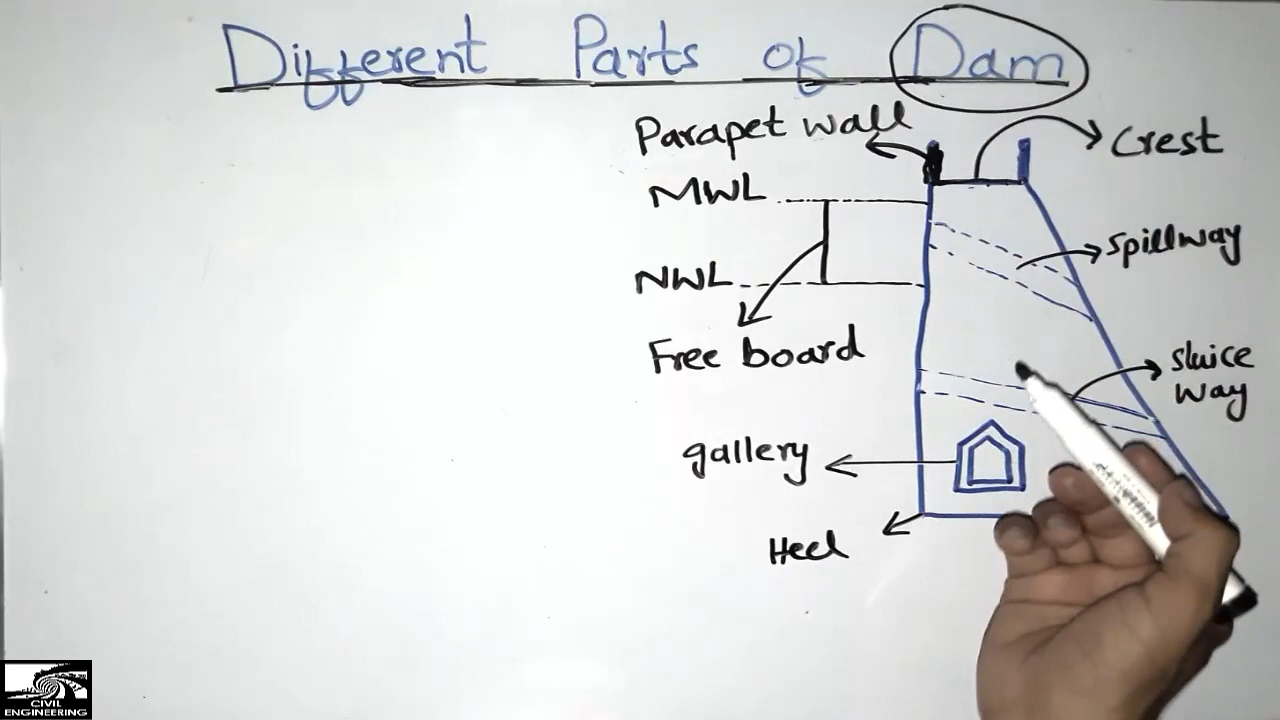 Different Parts of Dam
Parapet wall
Crest
MWL
Spillway
NWL
Free board
Sluice
way
gallery
Heel
CIVIL
ENGINEERING